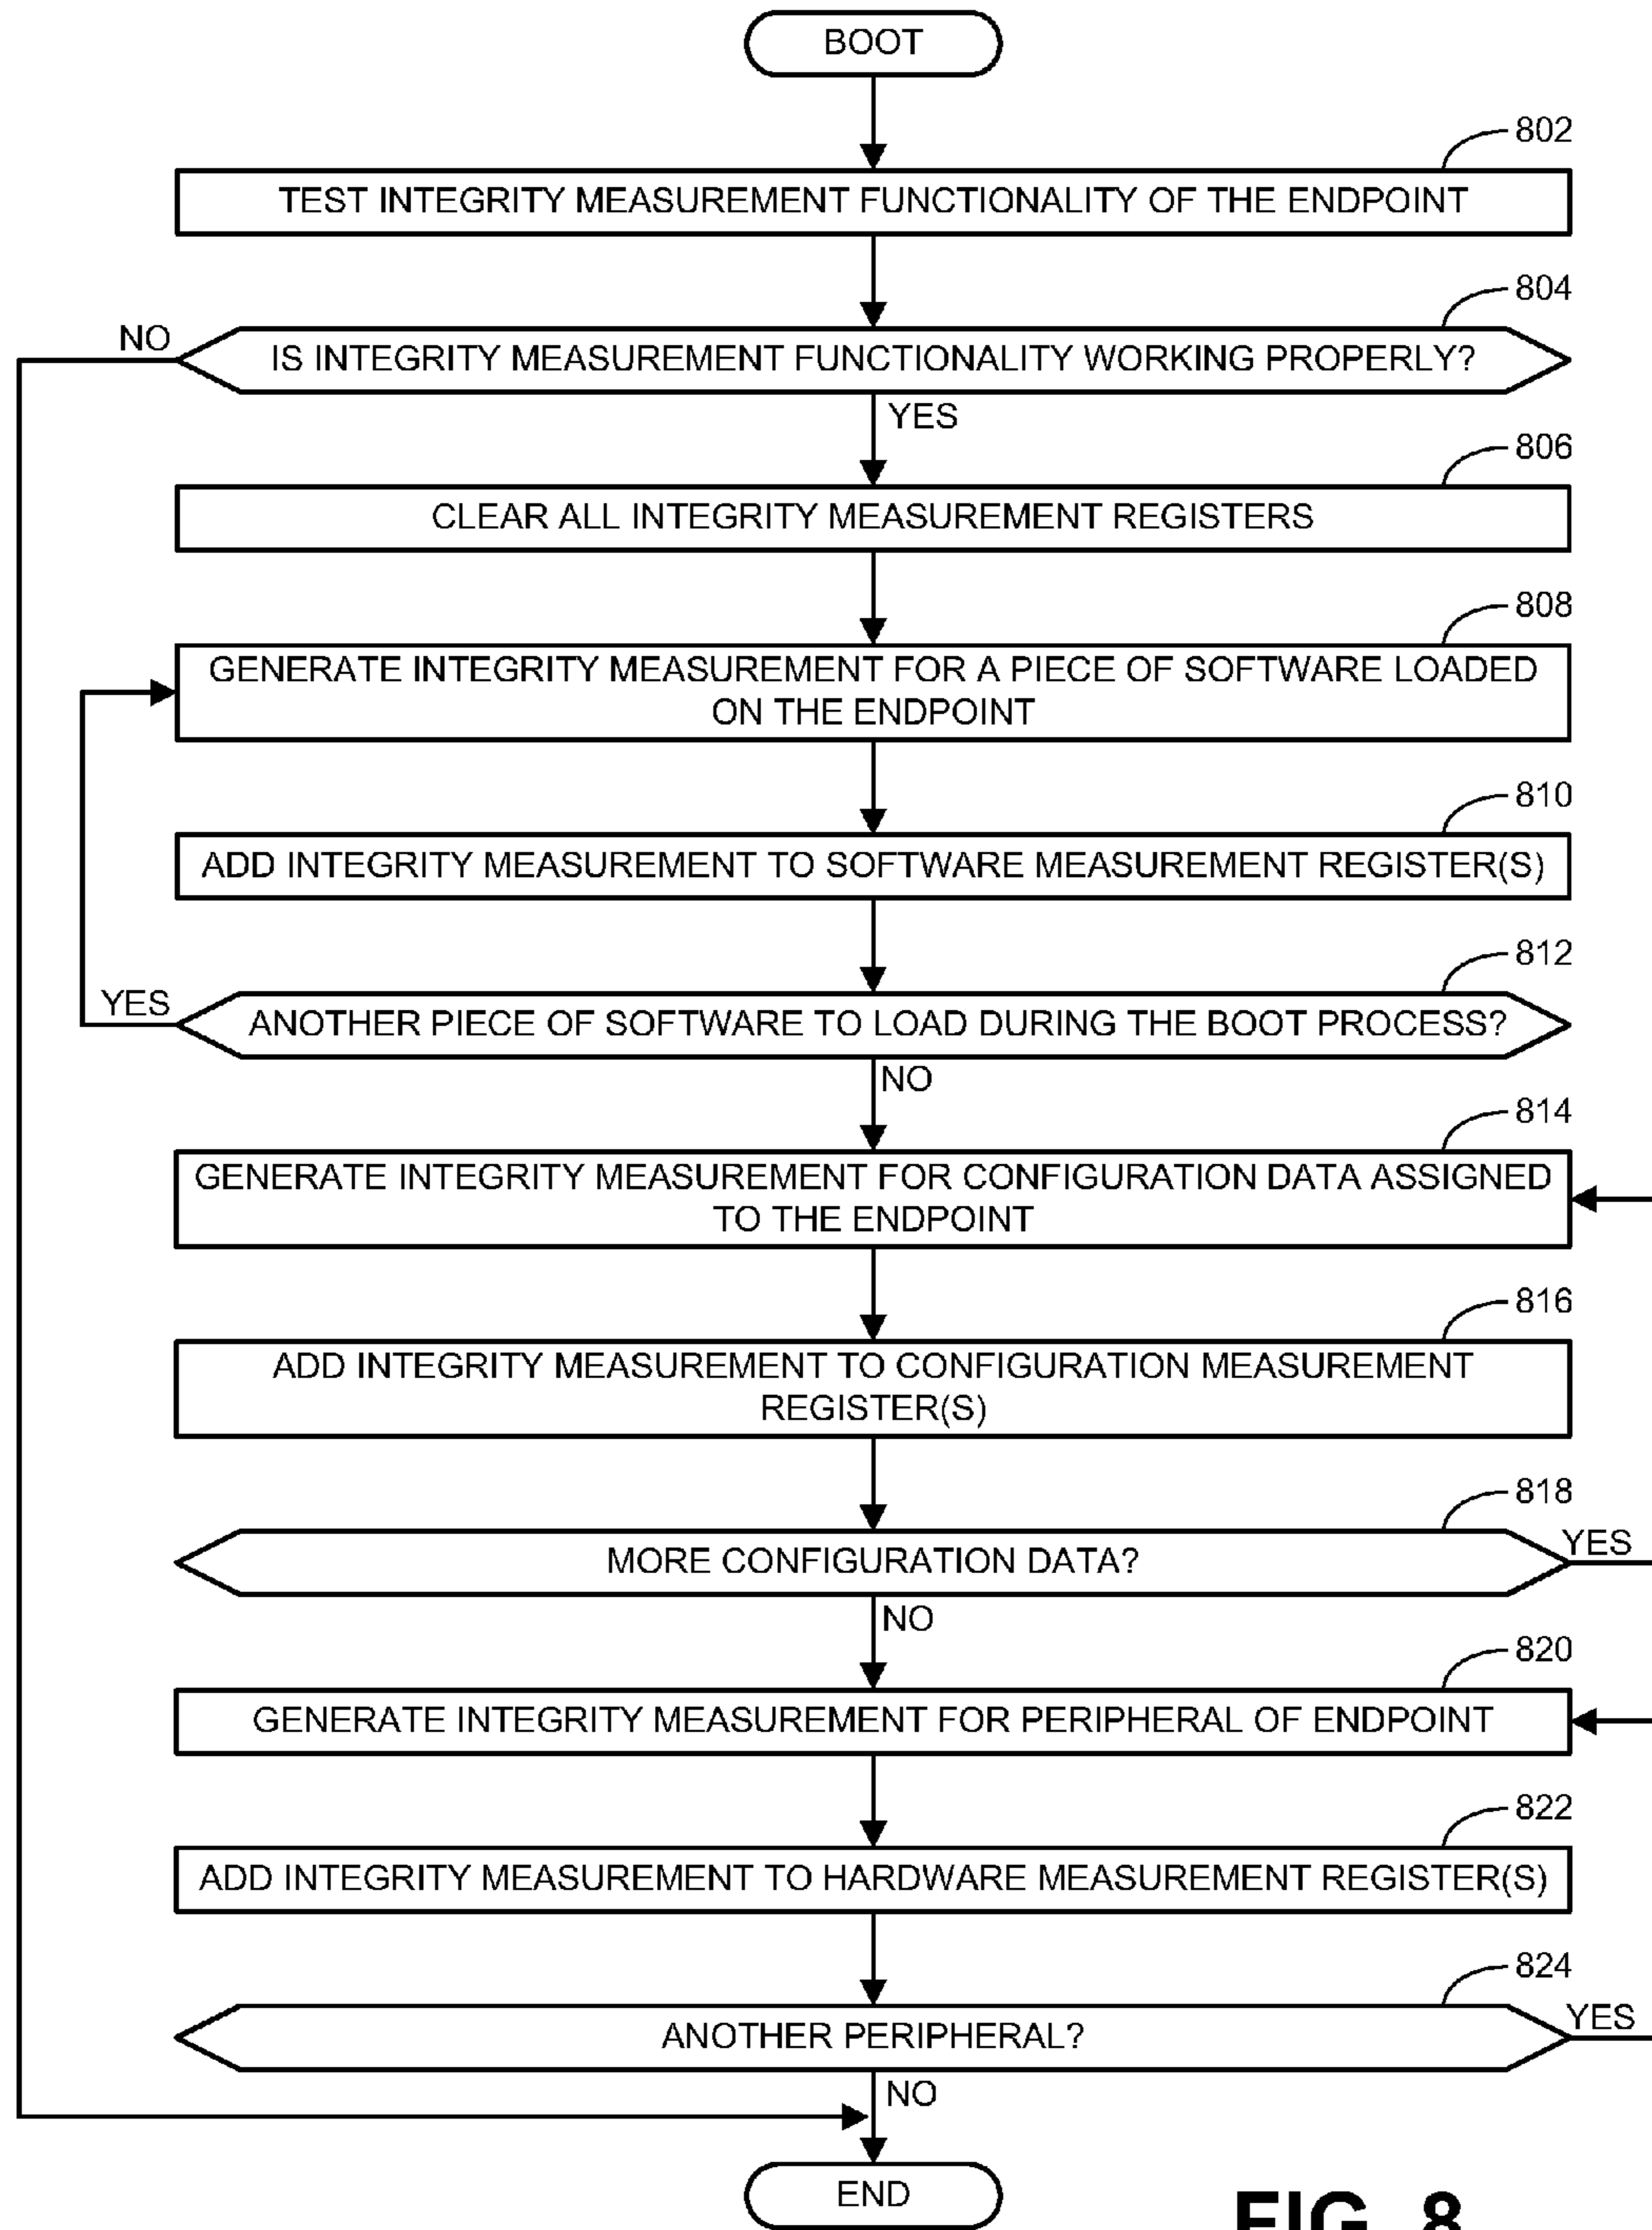 BOOT
802
TEST INTEGRITY MEASUREMENT FUNCTIONALITY OF THE ENDPOINT
804
NO
IS INTEGRITY MEASUREMENT FUNCTIONALITY WORKING PROPERLY?
YES
806
CLEAR ALL INTEGRITY MEASUREMENT REGISTERS
808
GENERATE INTEGRITY MEASUREMENT FOR A PIECE OF SOFTWARE LOADED
ON THE ENDPOINT
810
ADD INTEGRITY MEASUREMENT TO SOFTWARE MEASUREMENT REGISTER(S)
812
YES
ANOTHER PIECE OF SOFTWARE TO LOAD DURING THE BOOT PROCESS?
NO
814
GENERATE INTEGRITY MEASUREMENT FOR CONFIGURATION DATA ASSIGNED
TO THE ENDPOINT
816
ADD INTEGRITY MEASUREMENT TO CONFIGURATION MEASUREMENT
REGISTER(S)
818
MORE CONFIGURATION DATA?
YES
NO
820
GENERATE INTEGRITY MEASUREMENT FOR PERIPHERAL OF ENDPOINT
822
ADD INTEGRITY MEASUREMENT TO HARDWARE MEASUREMENT REGISTER(S)
824
ANOTHER PERIPHERAL?
YES
NO
END
FIG. 8